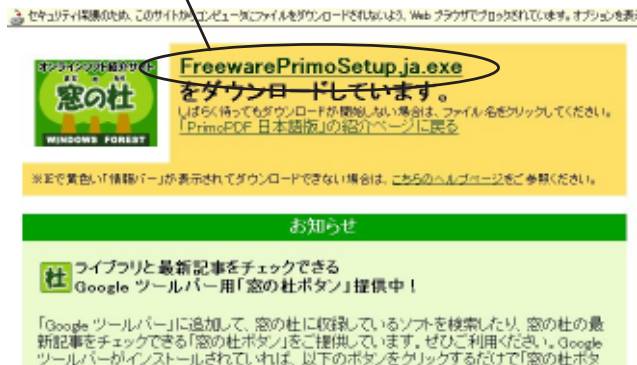 セキュリティ保護のため、このサイトから コンピュータにファイルをダウンロードされないよう、Web ブラウザでブロックされています。オプションを表
オンラインソフト紹介サイト
まど もり
窓の杜
WINDOWS FOREST
FreewarePrimoSetup.ja.exe
をダウンロードしています。
しばらく待ってもダウンロードが開始しない場合は、ファイル名をクリックしてください。
「PrimoPDF 日本語版」の紹介ページに戻る
※IEで黄色い「情報バー」が表示されてダウンロードできない場合は、こちらのヘルプページをご参照ください。
お知らせ
杜 ライブラリと最新記事をチェックできる
Google ツールバー用「窓の杜ボタン」提供中！
「Google ツールバー」に追加して、窓の杜に収録しているソフトを検索したり、窓の杜の最
新記事をチェックできる「窓の杜ボタン」をご提供しています。ぜひご利用ください。Google
ツールバーがインストールされていれば、以下のボタンをクリックするだけで「窓の杜ボタ